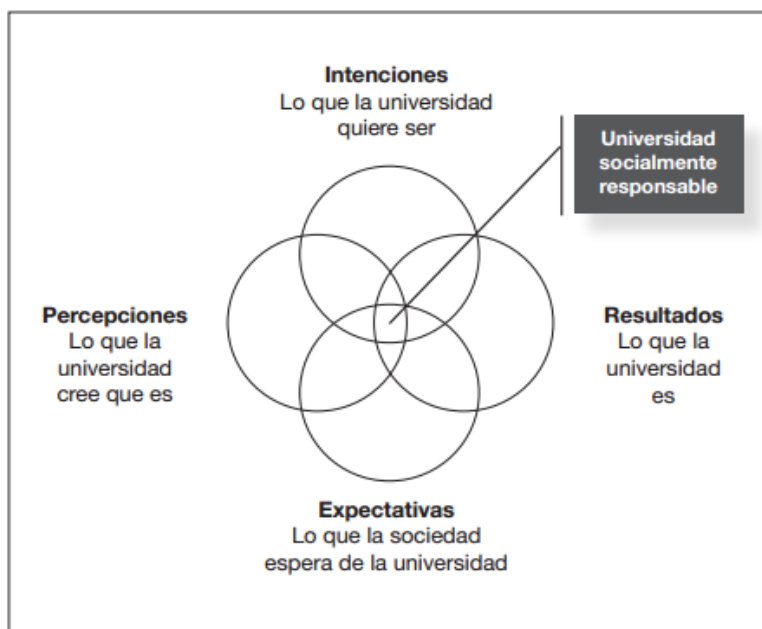 Intenciones
Lo que la universidad
quiere ser
Universidad
socialmente
responsable
Percepciones
Lo que la
universidad
cree que es
Resultados
Lo que la
universidad
es
Expectativas
Lo que la sociedad
espera de la universidad